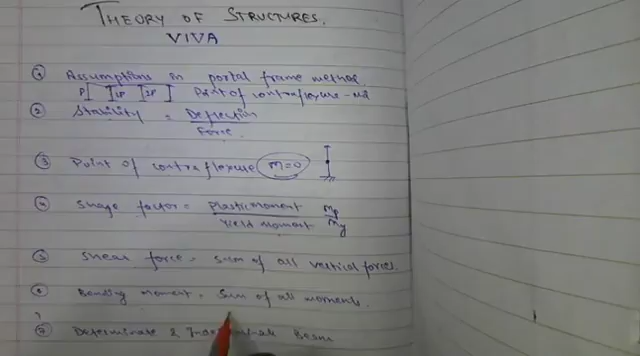 THEORY OF STRUCTURES.
VIVA
① Assumptions in portal frame method.
P 2P 2P Point of contraflexure -
② Stability = Deflection
Force.
③ Point of contraflexure M=0
④ Shape factor = Plastic moment Mp
Yield moment My
⑤ Shear force = sum of all vertical forces.
⑥ Bending moment = Sum of all moments.
Determinate & Indeterminate Beam